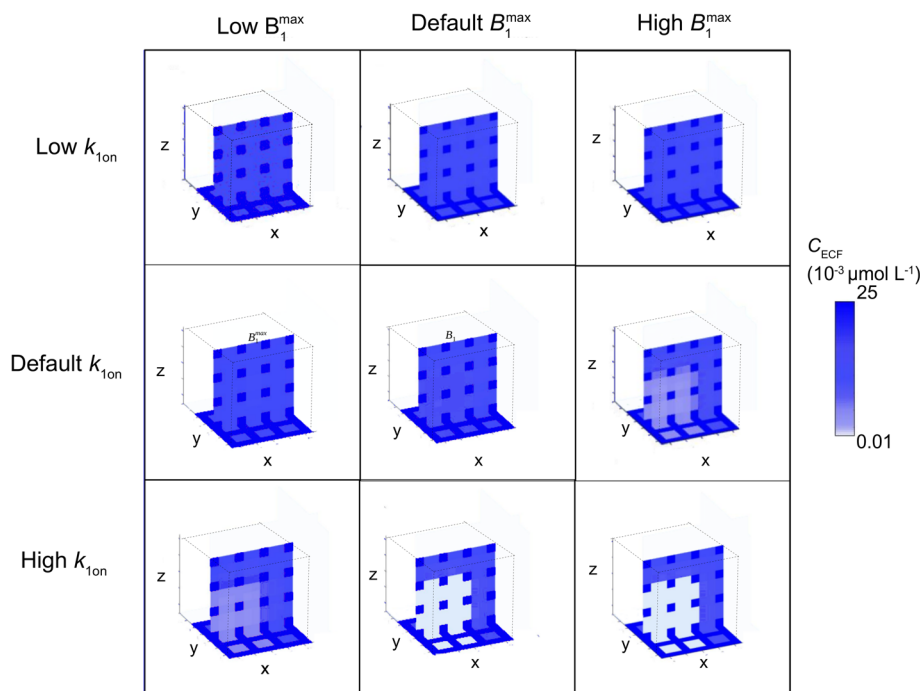 Low B₁ᵐᵃˣ
Default B₁ᵐᵃˣ
High B₁ᵐᵃˣ
Low k₁ₒₙ
z
y
x
z
y
x
z
y
x
C_ECF
(10⁻³ μmol L⁻¹)
25
0.01
Default k₁ₒₙ
B₁ᵐᵃˣ
z
y
x
B₁
z
y
x
z
y
x
High k₁ₒₙ
z
y
x
z
y
x
z
y
x